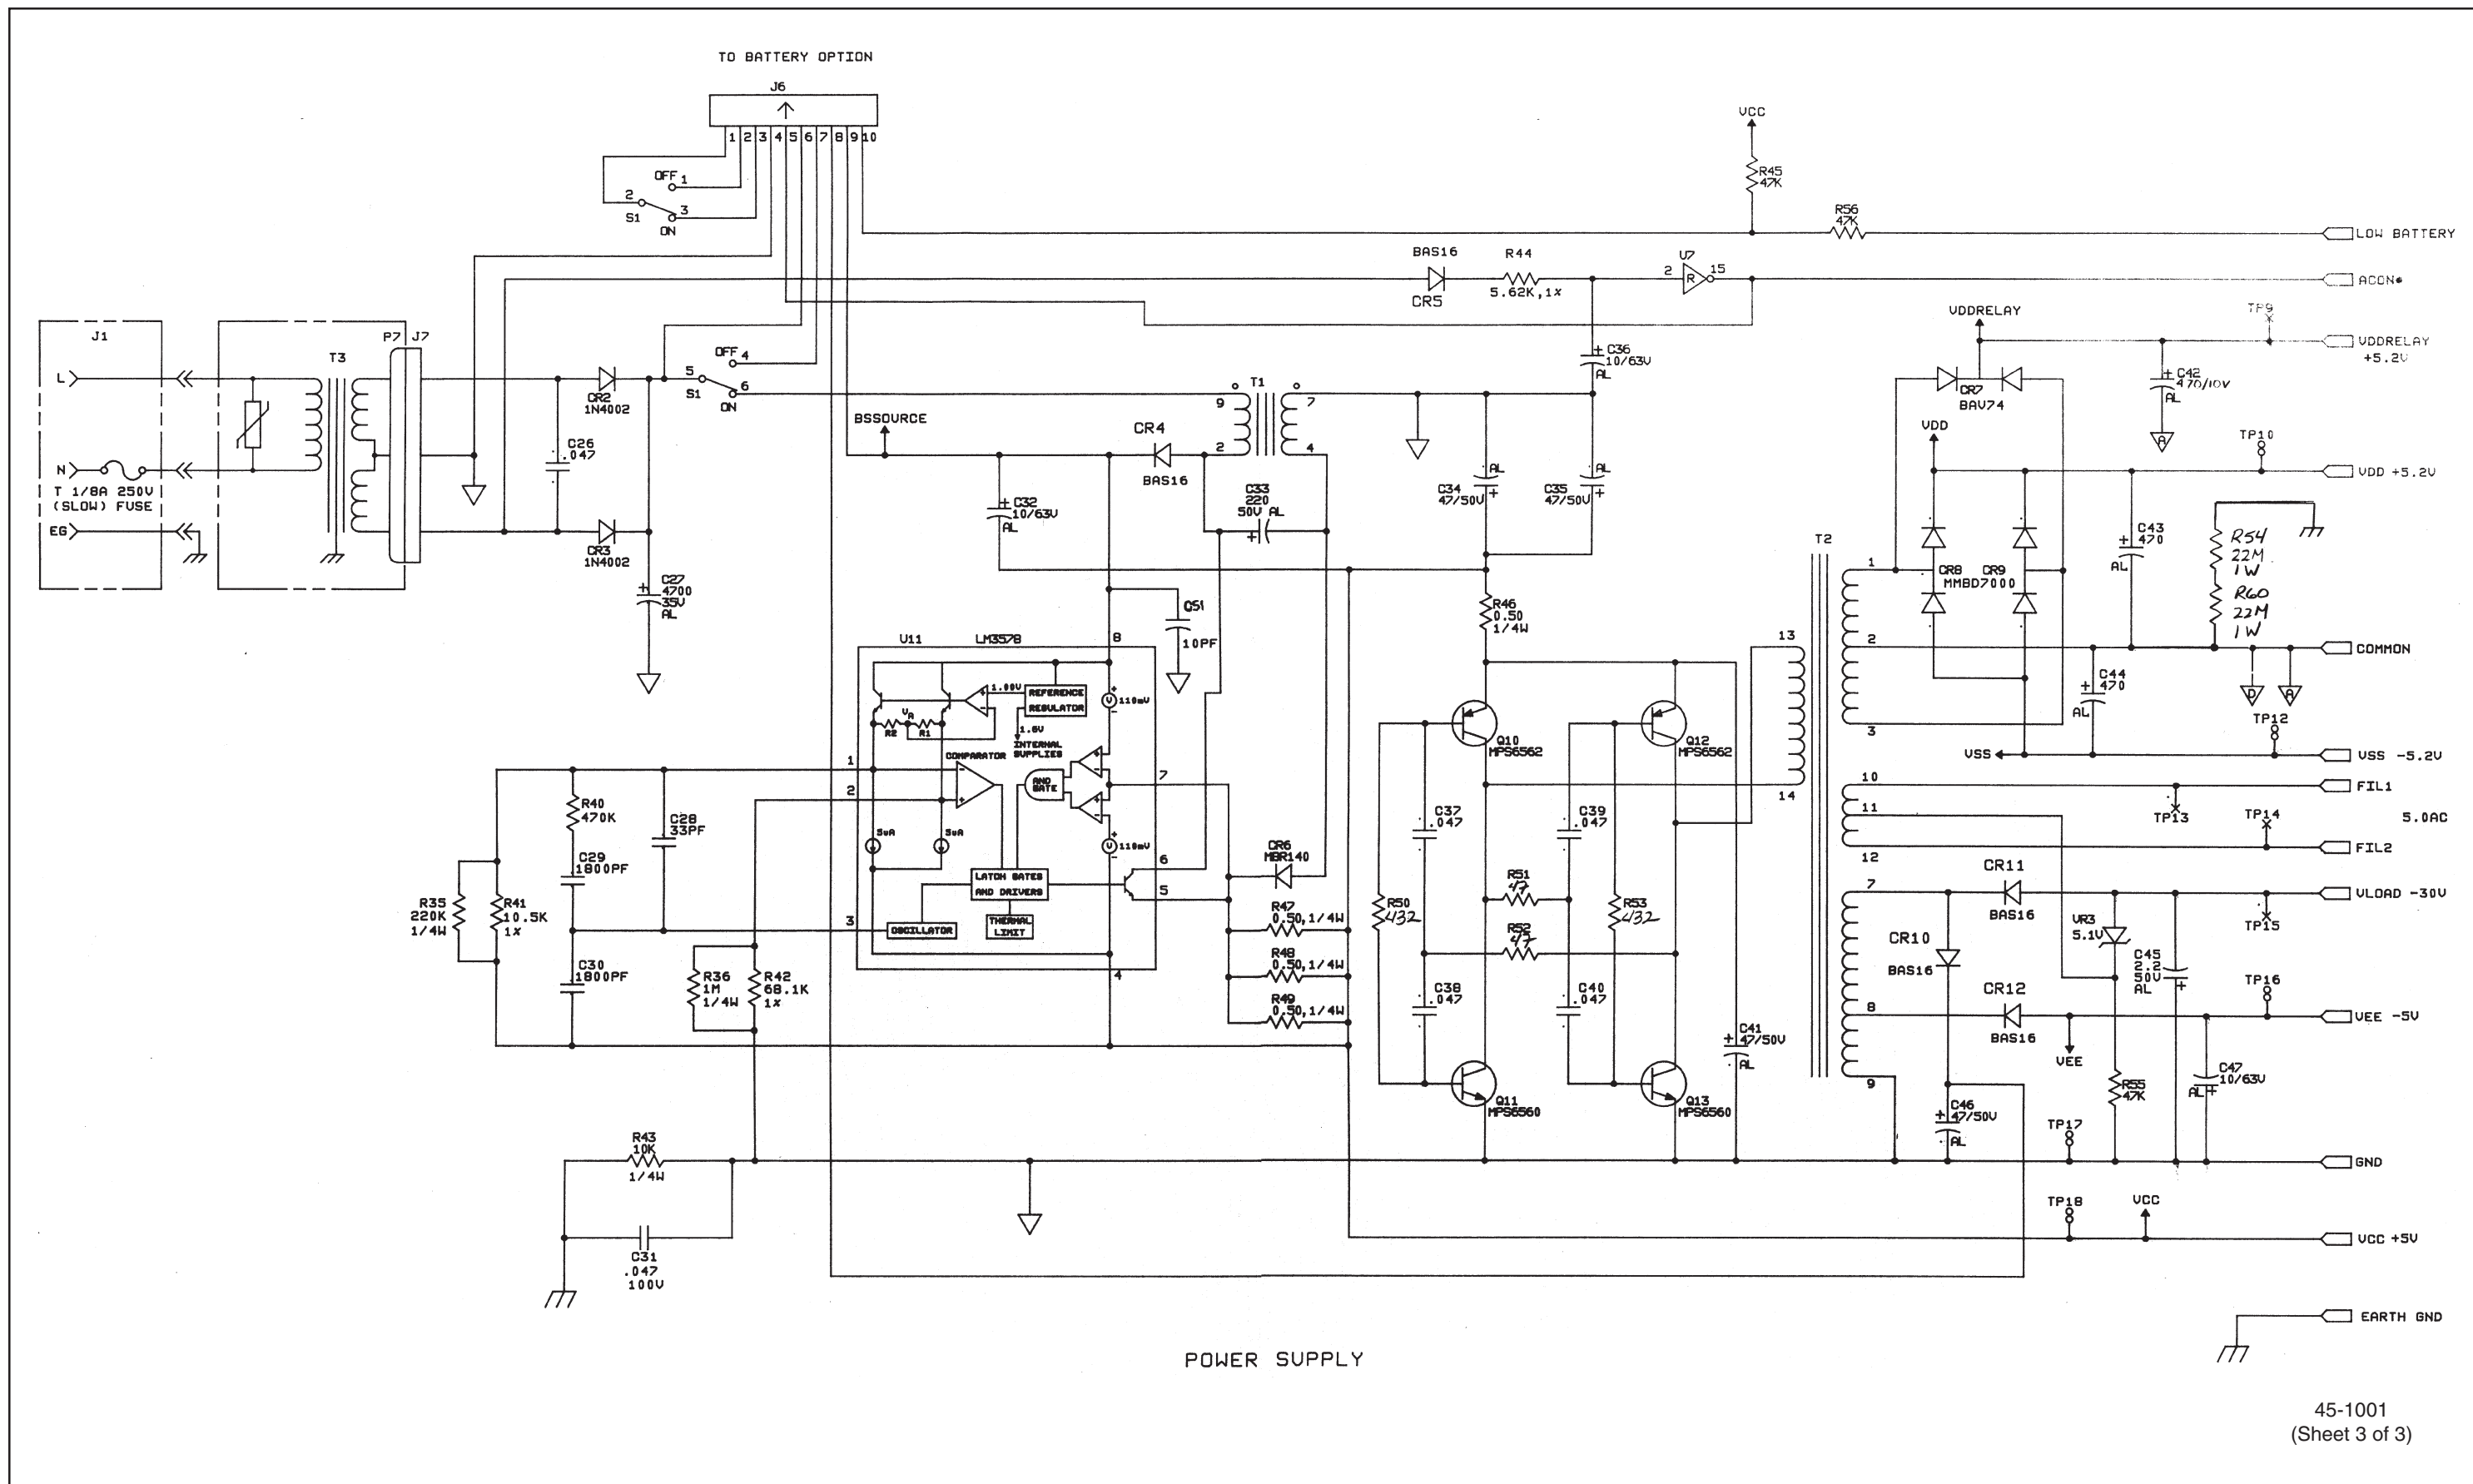 TO BATTERY OPTION
J6
1 2 3 4 5 6 7 8 9 10
OFF 1
2
S1
3
ON
VCC
R45
47K
R56
47K
LOW BATTERY
BAS16
CR5
R44
5.62K,1%
U7
2
R
15
ACON*
VDDRELAY
TP9
VDDRELAY
+5.2V
J1
L
N
T 1/8A 250V
(SLOW) FUSE
EG
T3
P7
J7
CR2
1N4002
C26
.047
CR3
1N4002
C27
4700
35V
AL
OFF 4
5
S1
6
ON
BSSOURCE
CR4
BAS16
T1
9
7
2
4
C36
10/63V
AL
C32
10/63V
AL
C33
220
50V AL
C34
47/50V
AL
C35
47/50V
AL
CR7
BAV74
C42
470/10V
AL
A
VDD
TP10
VDD +5.2V
CR8
CR9
MMBD7000
C43
470
AL
R54
22M
1W
R60
22M
1W
T2
1
2
3
COMMON
C44
470
AL
D
A
TP12
VSS
VSS -5.2V
R46
0.50
1/4W
C51
10PF
U11
LM3578
8
1.00V
REFERENCE
REGULATOR
110mV
VA
R2
R1
1.6V
INTERNAL
SUPPLIES
COMPARATOR
AND
GATE
5uA
5uA
110mV
LATCH GATES
AND DRIVERS
OSCILLATOR
THERMAL
LIMIT
1
2
3
4
5
6
7
R35
220K
1/4W
R41
10.5K
1%
R40
470K
C29
1800PF
C28
33PF
C30
1800PF
R36
1M
1/4W
R42
68.1K
1%
CR6
MBR140
R47
0.50,1/4W
R48
0.50,1/4W
R49
0.50,1/4W
Q10
MPS6562
Q12
MPS6562
13
14
C37
.047
C39
.047
R50
432
R51
47
R53
432
R52
47
C38
.047
C40
.047
C41
47/50V
AL
Q11
MPS6560
Q13
MPS6560
10
11
12
TP13
TP14
FIL1
5.0AC
FIL2
7
CR11
BAS16
VLOAD -30V
TP15
VR3
5.1V
C45
2.2
50V
AL
CR10
BAS16
8
CR12
BAS16
VEE
TP16
VEE -5V
9
C46
47/50V
AL
R55
47K
C47
10/63V
AL
TP17
GND
R43
10K
1/4W
C31
.047
100V
TP18
VCC
VCC +5V
EARTH GND
POWER SUPPLY
45-1001
(Sheet 3 of 3)